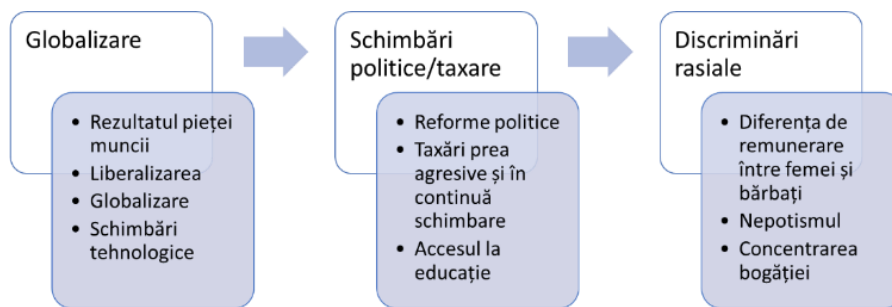 Globalizare
• Rezultatul pieței
muncii
• Liberalizarea
• Globalizare
• Schimbări
tehnologice
Schimbări
politice/taxare
• Reforme politice
• Taxări prea
agresive și în
continuă
schimbare
• Accesul la
educație
Discriminări
rasiale
• Diferența de
remunerare
între femei și
bărbați
• Nepotismul
• Concentrarea
bogăției